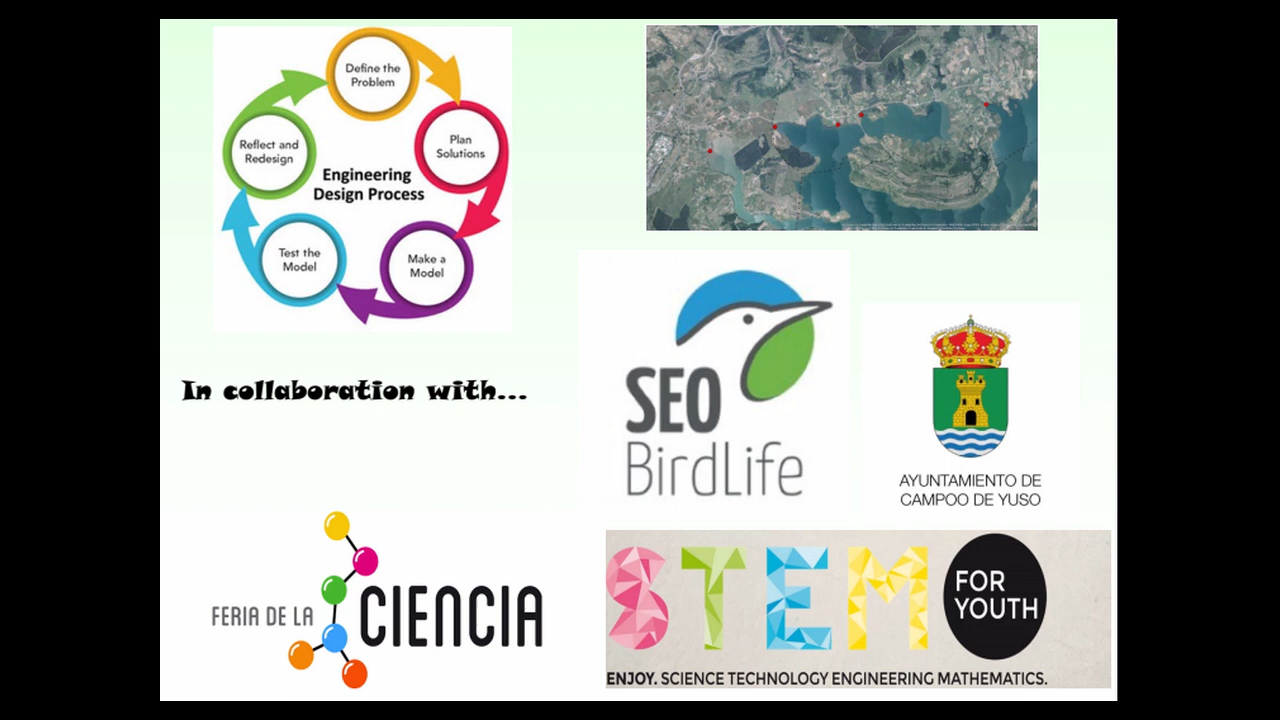 Define the
Problem
Plan
Solutions
Make a
Model
Test the
Model
Reflect and
Redesign
Engineering
Design Process
In collaboration with...
SEO
BirdLife
AYUNTAMIENTO DE
CAMPOO DE YUSO
FERIA DE LA CIENCIA
STEM
FOR
YOUTH
ENJOY. SCIENCE TECHNOLOGY ENGINEERING MATHEMATICS.